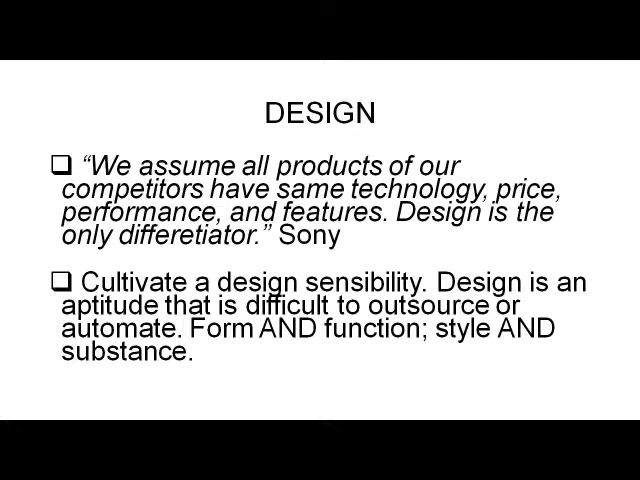 DESIGN
❑ “We assume all products of our
competitors have same technology, price,
performance, and features. Design is the
only differetiator.” Sony
❑ Cultivate a design sensibility. Design is an
aptitude that is difficult to outsource or
automate. Form AND function; style AND
substance.